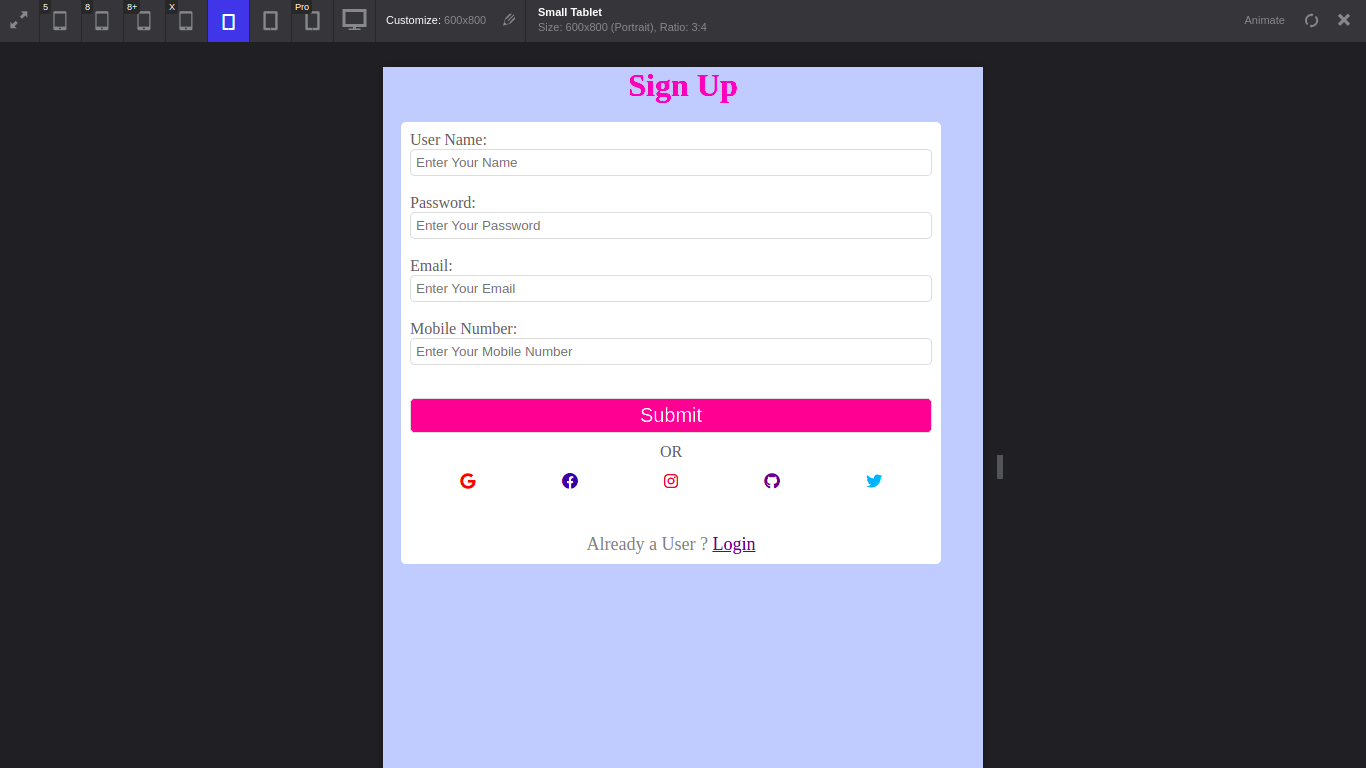 5 8 8+ X Pro Customize: 600x800
Small Tablet
Size: 600x800 (Portrait), Ratio: 3:4
Animate
Sign Up
User Name:
Enter Your Name
Password:
Enter Your Password
Email:
Enter Your Email
Mobile Number:
Enter Your Mobile Number
Submit
OR
Already a User ? Login